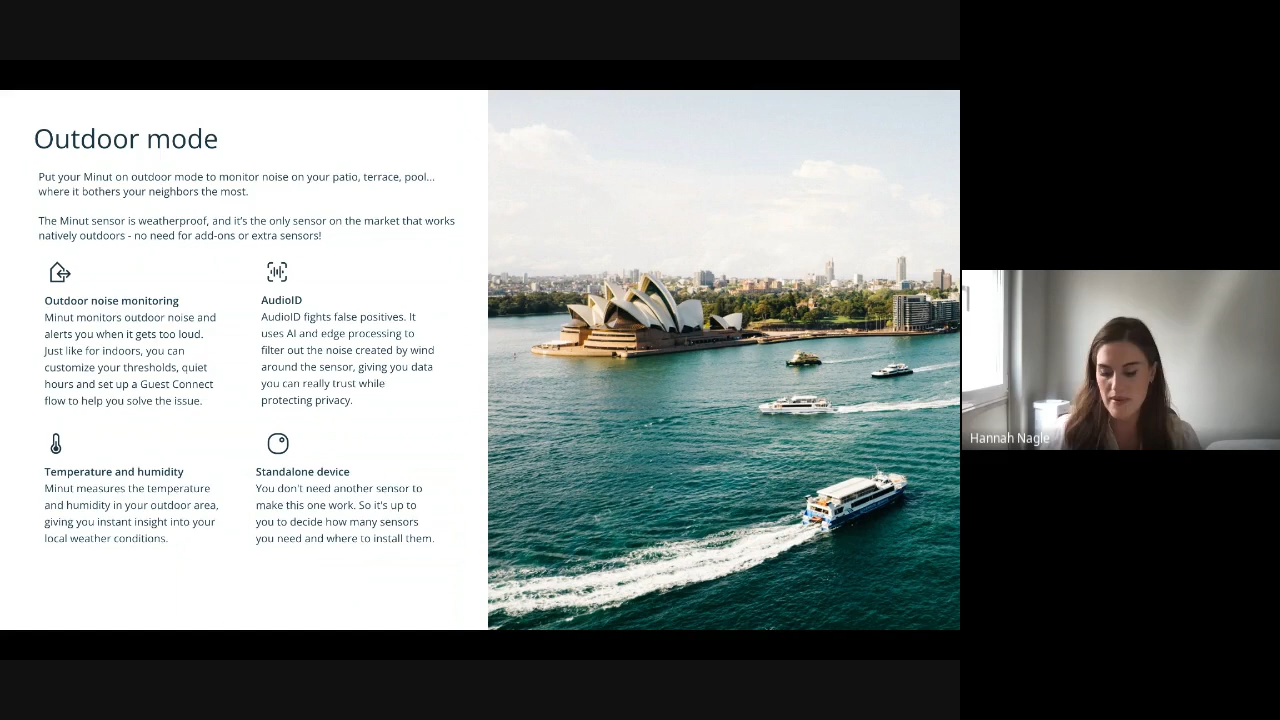 Outdoor mode
Put your Minut on outdoor mode to monitor noise on your patio, terrace, pool...
where it bothers your neighbors the most.
The Minut sensor is weatherproof, and it's the only sensor on the market that works
natively outdoors - no need for add-ons or extra sensors!
Outdoor noise monitoring
Minut monitors outdoor noise and
alerts you when it gets too loud.
Just like for indoors, you can
customize your thresholds, quiet
hours and set up a Guest Connect
flow to help you solve the issue.
AudioID
AudioID fights false positives. It
uses AI and edge processing to
filter out the noise created by wind
around the sensor, giving you data
you can really trust while
protecting privacy.
Temperature and humidity
Minut measures the temperature
and humidity in your outdoor area,
giving you instant insight into your
local weather conditions.
Standalone device
You don't need another sensor to
make this one work. So it's up to
you to decide how many sensors
you need and where to install them.
Hannah Nagle